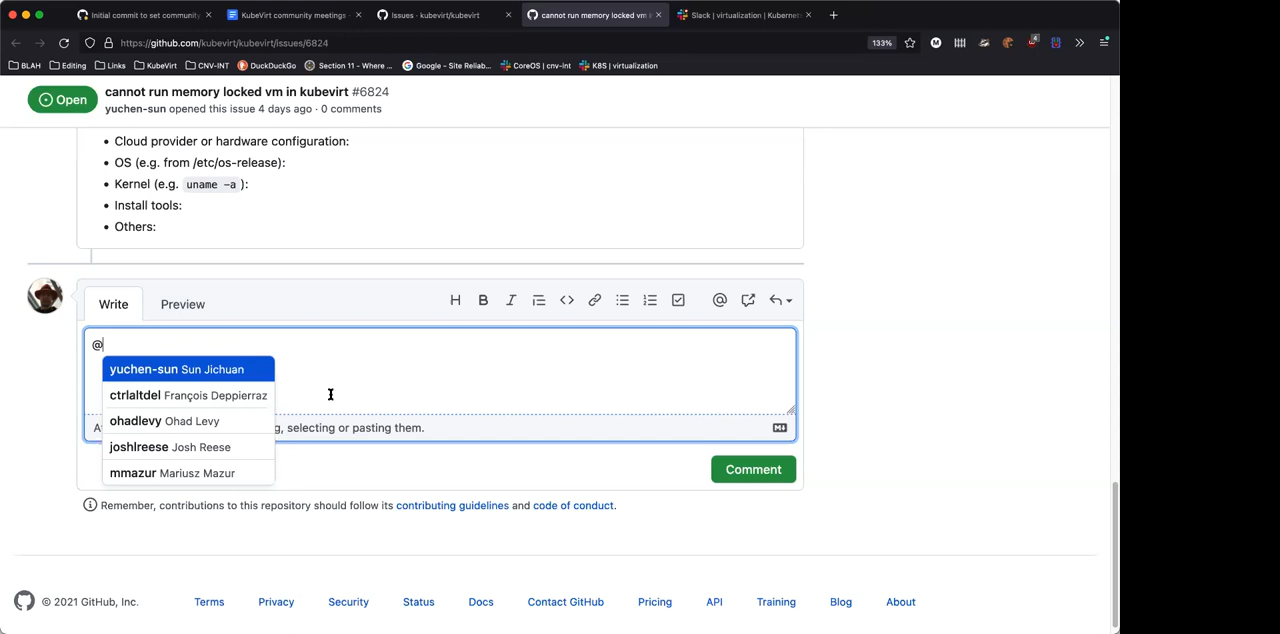 Initial commit to set community
KubeVirt community meetings -
Issues · kubevirt/kubevirt
cannot run memory locked vm i
Slack | virtualization | Kubernet
https://github.com/kubevirt/kubevirt/issues/6824
133%
BLAH
Editing
Links
KubeVirt
CNV-INT
DuckDuckGo
Section 11 – Where ...
Google - Site Reliab...
CoreOS | cnv-int
K8S | virtualization
Open
cannot run memory locked vm in kubevirt #6824
yuchen-sun opened this issue 4 days ago · 0 comments
• Cloud provider or hardware configuration:
• OS (e.g. from /etc/os-release):
• Kernel (e.g. uname -a ):
• Install tools:
• Others:
Write
Preview
@
yuchen-sun Sun Jichuan
ctrlaltdel François Deppierraz
ohadlevy Ohad Levy
g, selecting or pasting them.
joshlreese Josh Reese
mmazur Mariusz Mazur
Comment
Remember, contributions to this repository should follow its contributing guidelines and code of conduct.
© 2021 GitHub, Inc.
Terms
Privacy
Security
Status
Docs
Contact GitHub
Pricing
API
Training
Blog
About